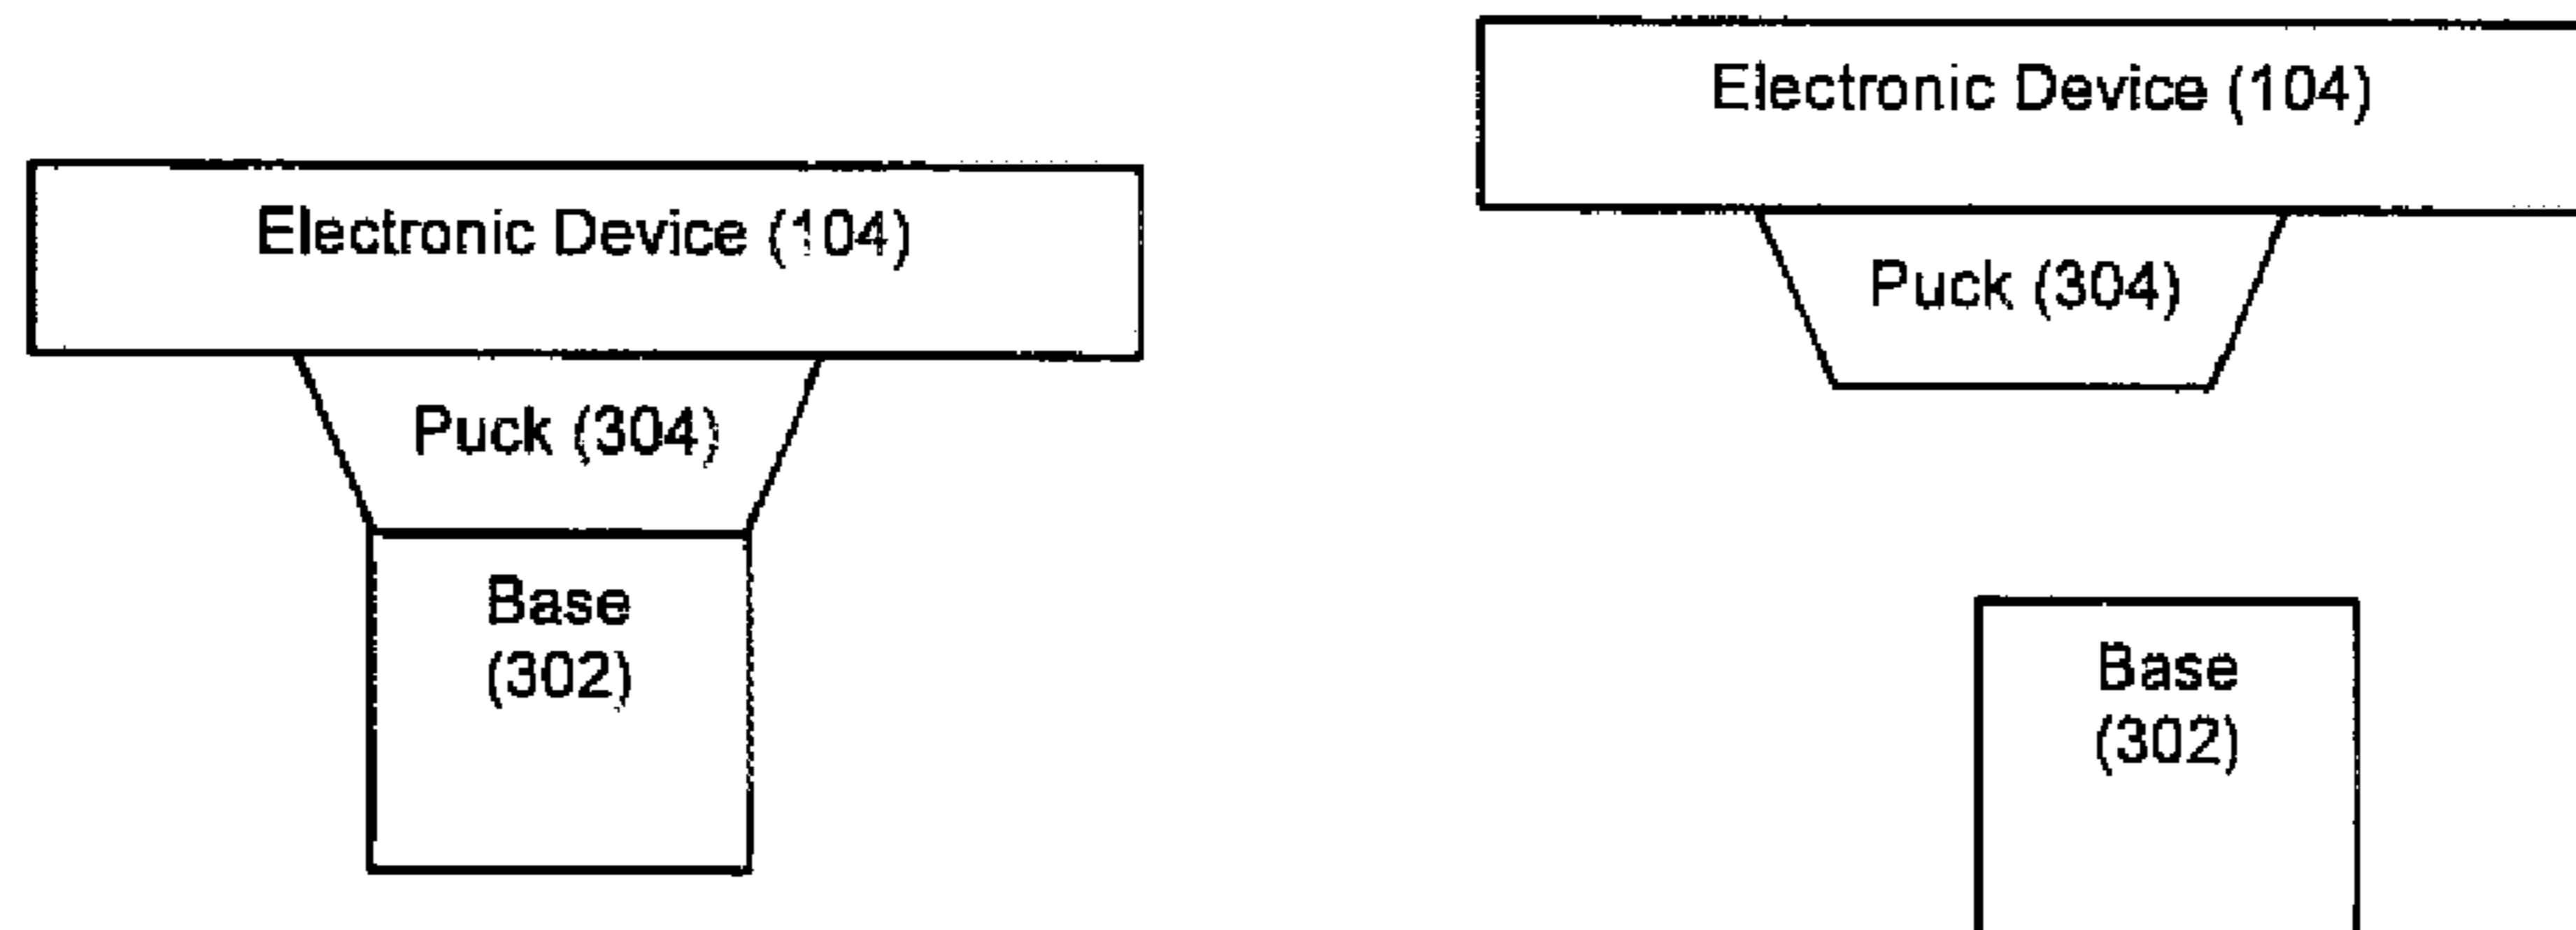 Electronic Device (104)
Puck (304)
Base
(302)
Electronic Device (104)
Puck (304)
Base
(302)